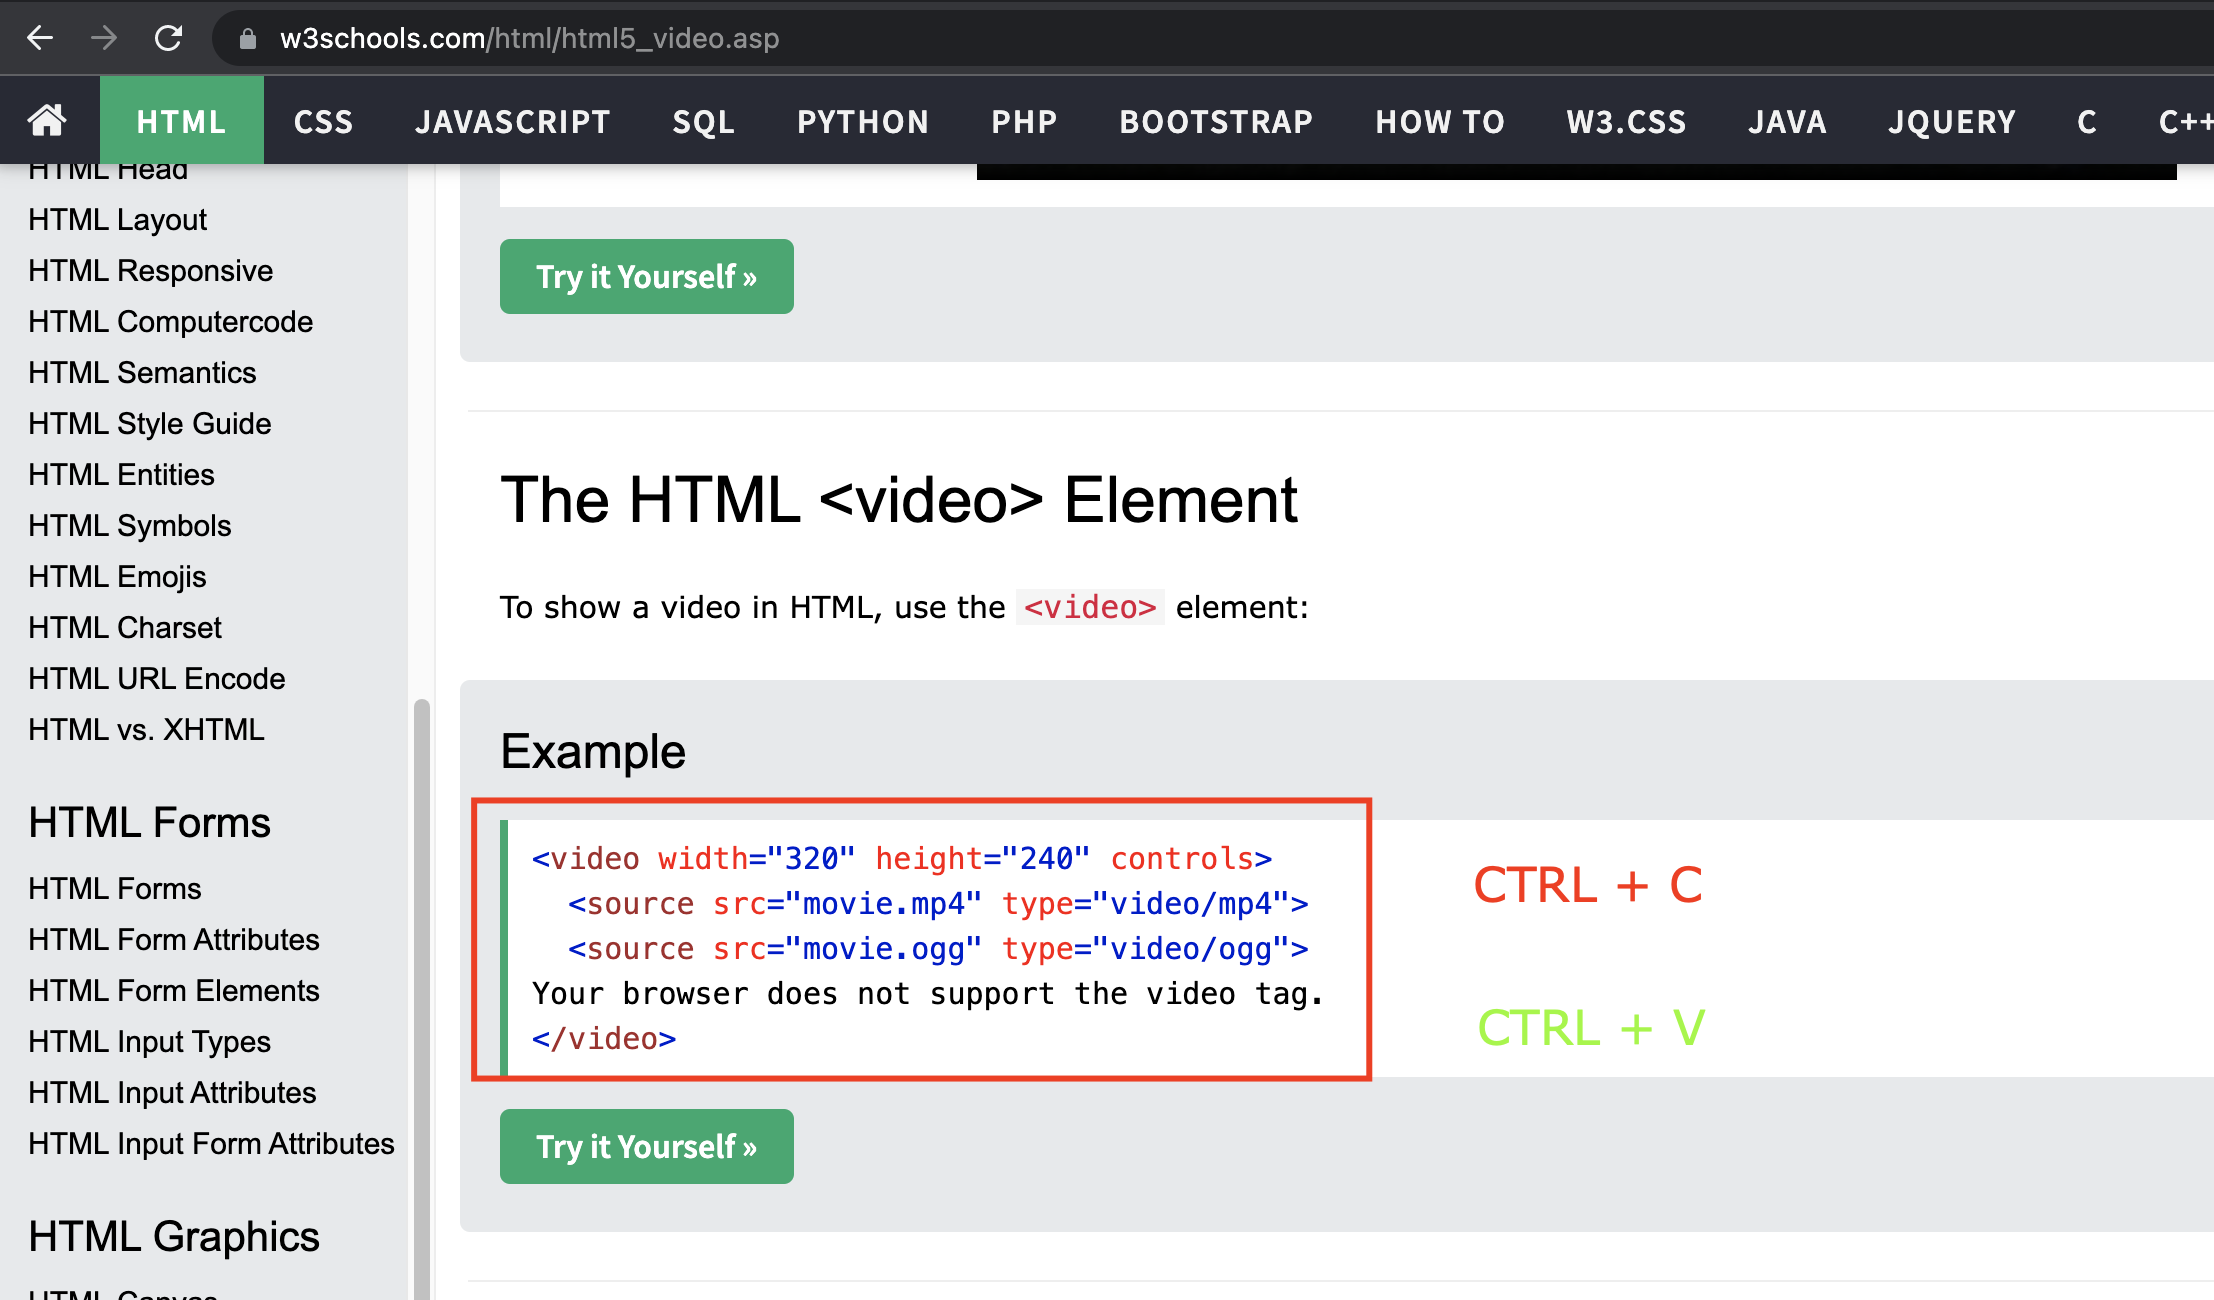 w3schools.com/html/html5_video.asp
HTML CSS JAVASCRIPT SQL PYTHON PHP BOOTSTRAP HOW TO W3.CSS JAVA JQUERY C C++
HTML Head
HTML Layout
HTML Responsive
HTML Computercode
HTML Semantics
HTML Style Guide
HTML Entities
HTML Symbols
HTML Emojis
HTML Charset
HTML URL Encode
HTML vs. XHTML
HTML Forms
HTML Forms
HTML Form Attributes
HTML Form Elements
HTML Input Types
HTML Input Attributes
HTML Input Form Attributes
HTML Graphics
HTML Canvas
Try it Yourself »
The HTML <video> Element
To show a video in HTML, use the <video> element:
Example
<video width="320" height="240" controls>
  <source src="movie.mp4" type="video/mp4">
  <source src="movie.ogg" type="video/ogg">
Your browser does not support the video tag.
</video>
CTRL + C
CTRL + V
Try it Yourself »